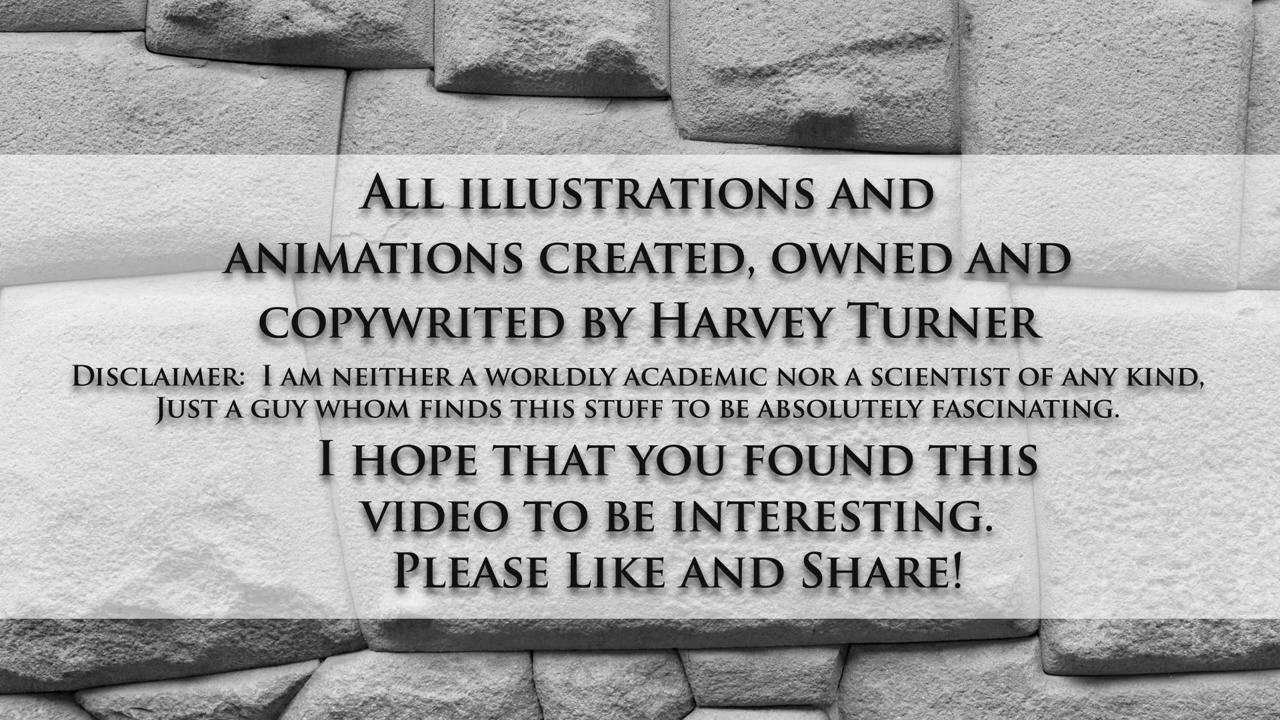 All illustrations and
animations created, owned and
copywrited by Harvey Turner
Disclaimer: I am neither a worldly academic nor a scientist of any kind,
Just a guy whom finds this stuff to be absolutely fascinating.
I hope that you found this
video to be interesting.
Please Like and Share!